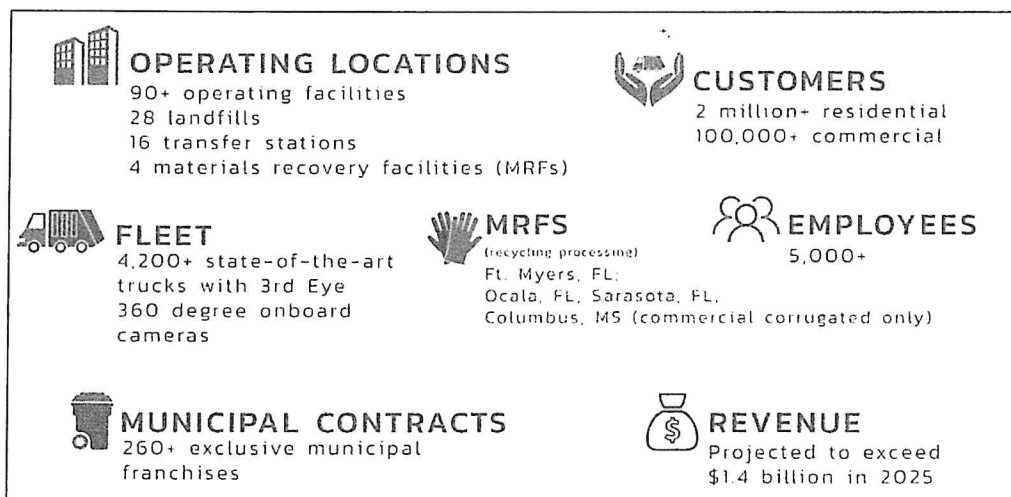 OPERATING LOCATIONS
90+ operating facilities
28 landfills
16 transfer stations
4 materials recovery facilities (MRFs)
CUSTOMERS
2 million+ residential
100,000+ commercial
FLEET
4,200+ state-of-the-art
trucks with 3rd Eye
360 degree onboard
cameras
MRFS
(recycling processing)
Ft. Myers, FL;
Ocala, FL, Sarasota, FL,
Columbus, MS (commercial corrugated only)
EMPLOYEES
5,000+
MUNICIPAL CONTRACTS
260+ exclusive municipal
franchises
$
REVENUE
Projected to exceed
$1.4 billion in 2025